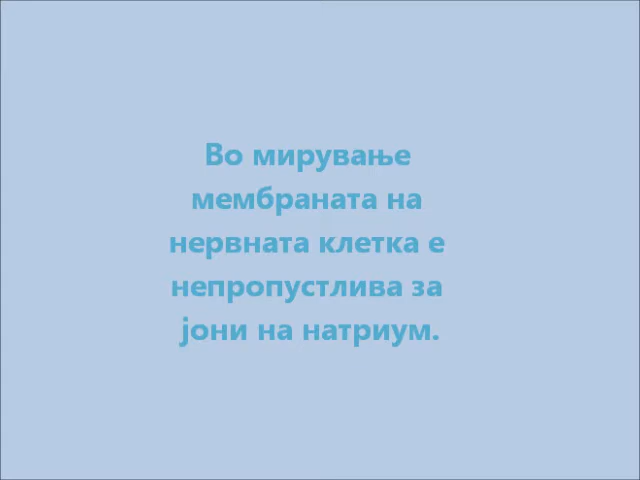 Во мирување
мембраната на
нервната клетка е
непропустлива за
јони на натриум.